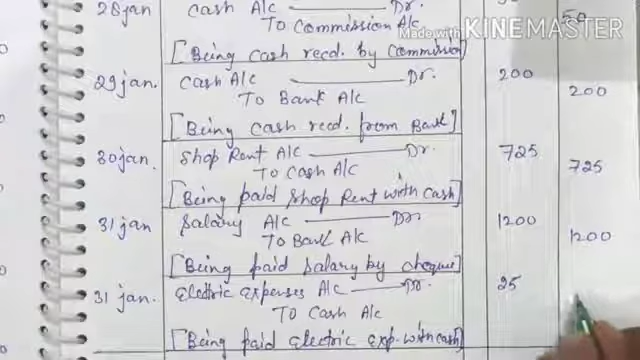 28 jan Cash A/c Dr.
To Commission A/c 50
Made with KINEMASTER
[Being cash recd. by Commission]
29 jan. Cash A/c Dr. 200
To Bank A/c 200
[Being Cash recd. from Bank]
30 jan. Shop Rent A/c Dr. 725
To Cash A/c 725
[Being paid Shop Rent with cash]
31 jan Salary A/c Dr. 1200
To Bank A/c 1200
[Being paid Salary by cheque]
31 jan. Electric Expenses A/c Dr. 25
To Cash A/c
[Being paid Electric Exp. with cash]